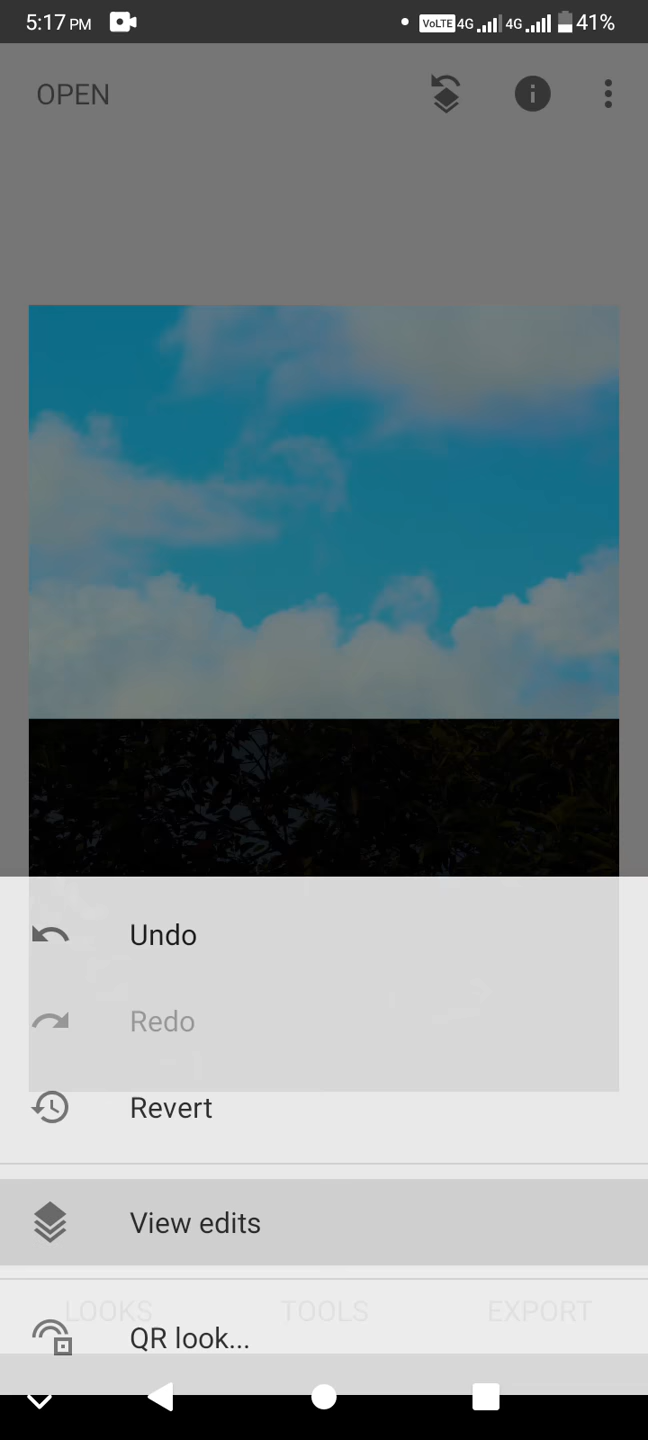 5:17 PM VoLTE 4G 4G 41%
OPEN
Undo
Redo
Revert
View edits
LOOKS TOOLS EXPORT
QR look...